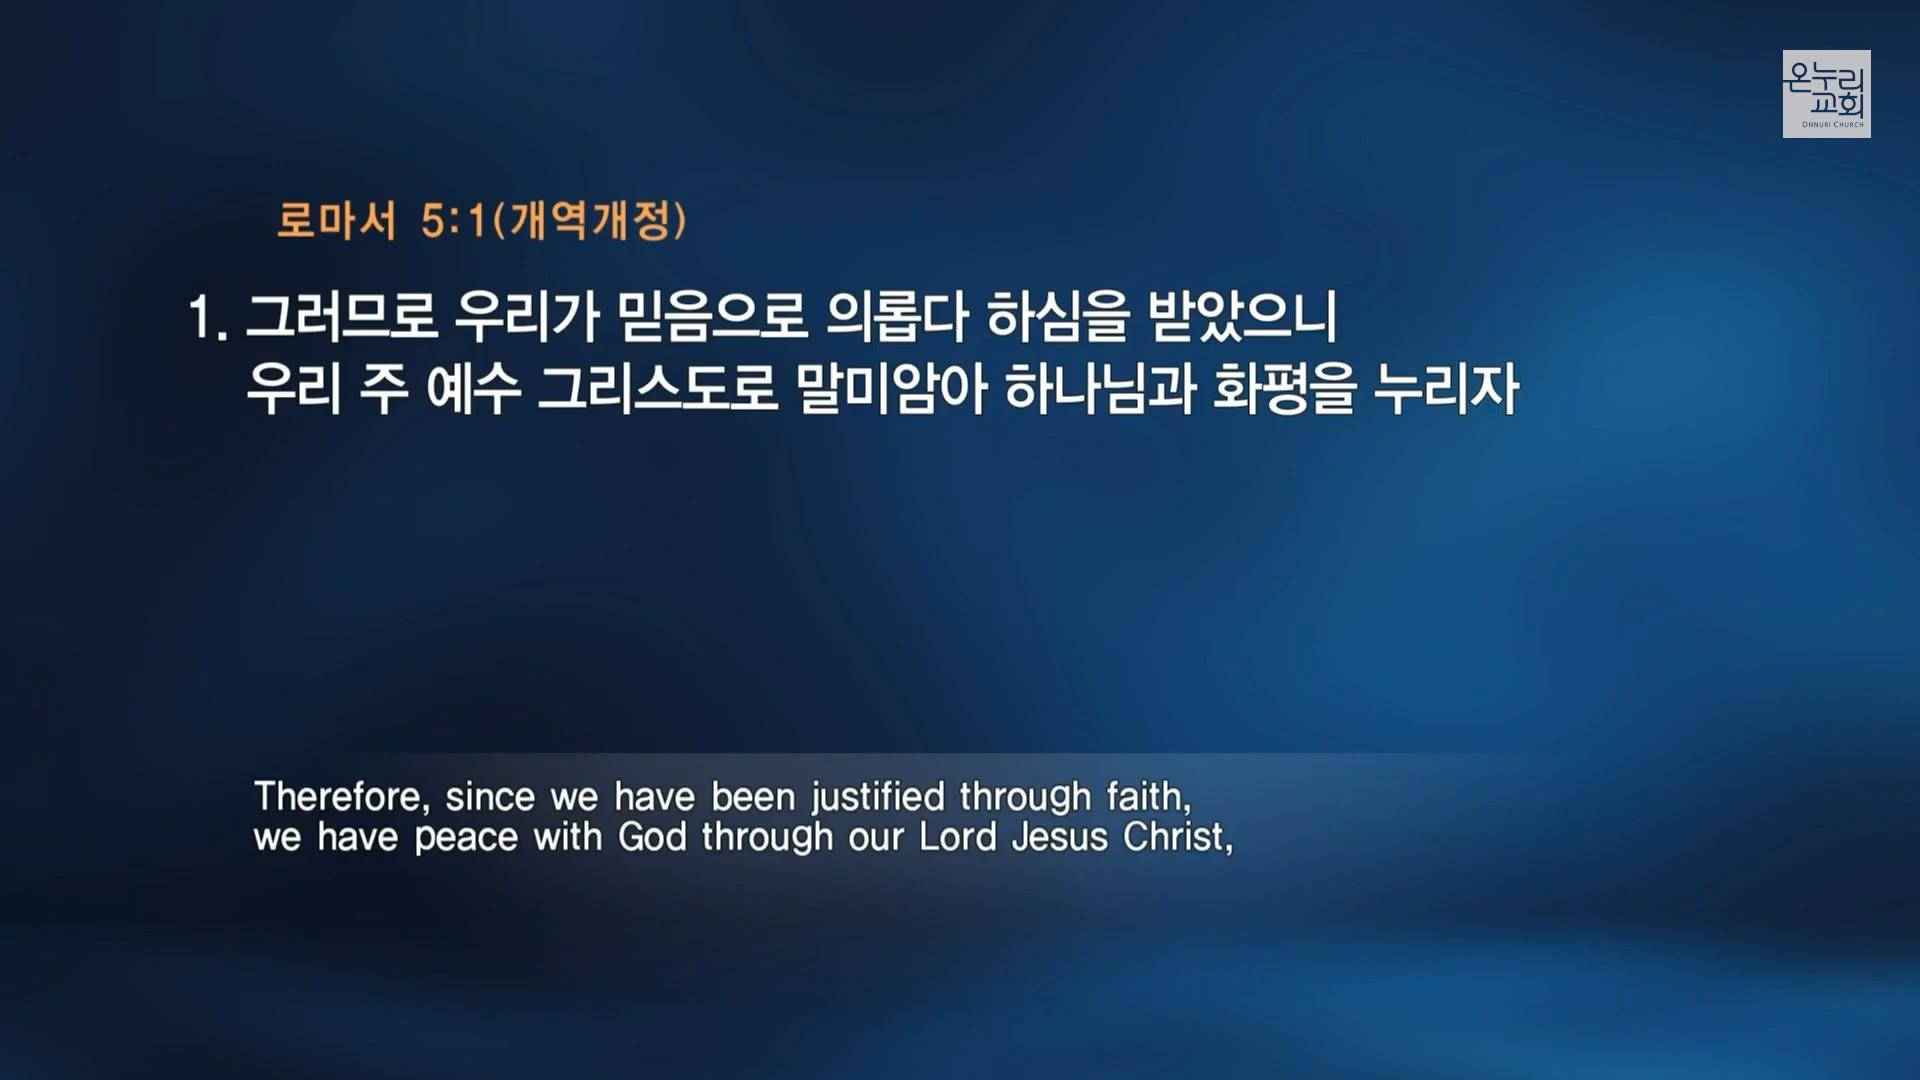 온누리
교회
ONNURI CHURCH
로마서 5:1(개역개정)
1. 그러므로 우리가 믿음으로 의롭다 하심을 받았으니
우리 주 예수 그리스도로 말미암아 하나님과 화평을 누리자
Therefore, since we have been justified through faith,
we have peace with God through our Lord Jesus Christ,